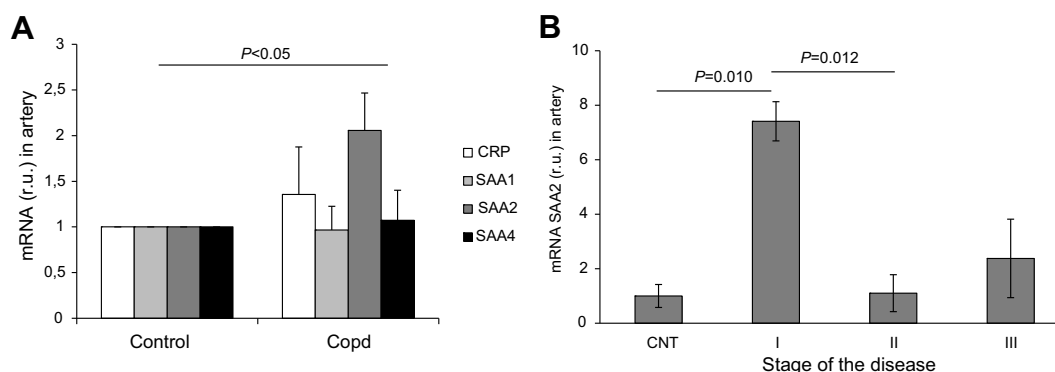 A
mRNA (r.u.) in artery
3
2,5
2
1,5
1
0,5
0
P<0.05
Control
Copd
CRP
SAA1
SAA2
SAA4
B
mRNA SAA2 (r.u.) in artery
10
8
6
4
2
0
P=0.010
P=0.012
CNT
I
II
III
Stage of the disease